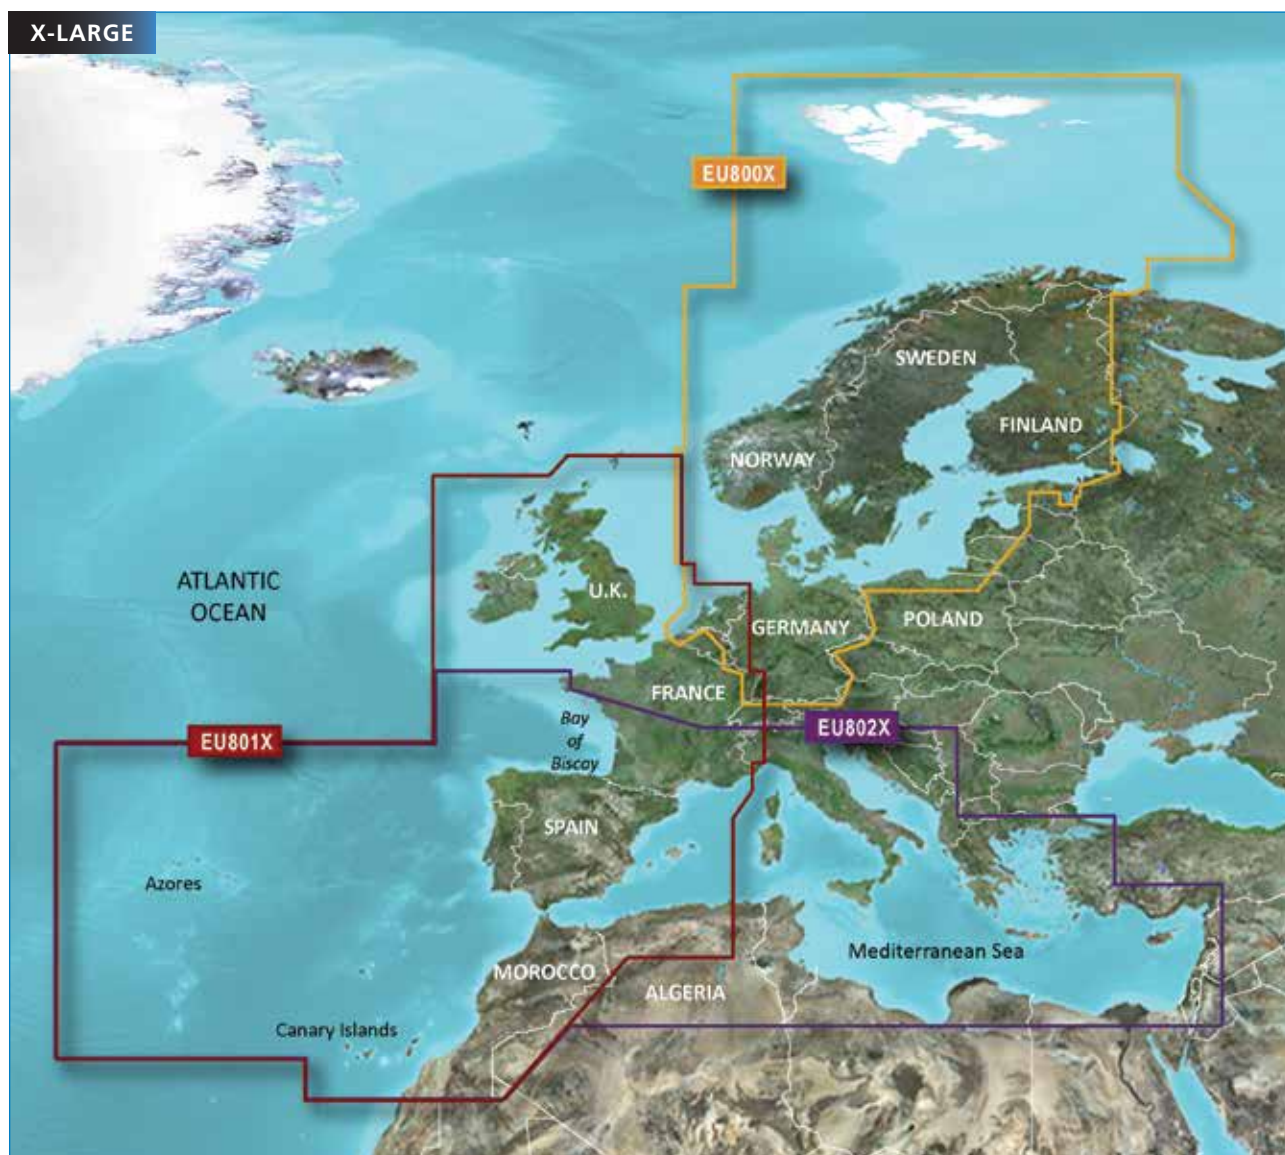 X-LARGE
EU800X
SWEDEN
FINLAND
NORWAY
ATLANTIC
OCEAN
U.K.
GERMANY
POLAND
FRANCE
EU801X
Bay
of
Biscay
EU802X
SPAIN
Azores
Mediterranean Sea
MOROCCO
ALGERIA
Canary Islands